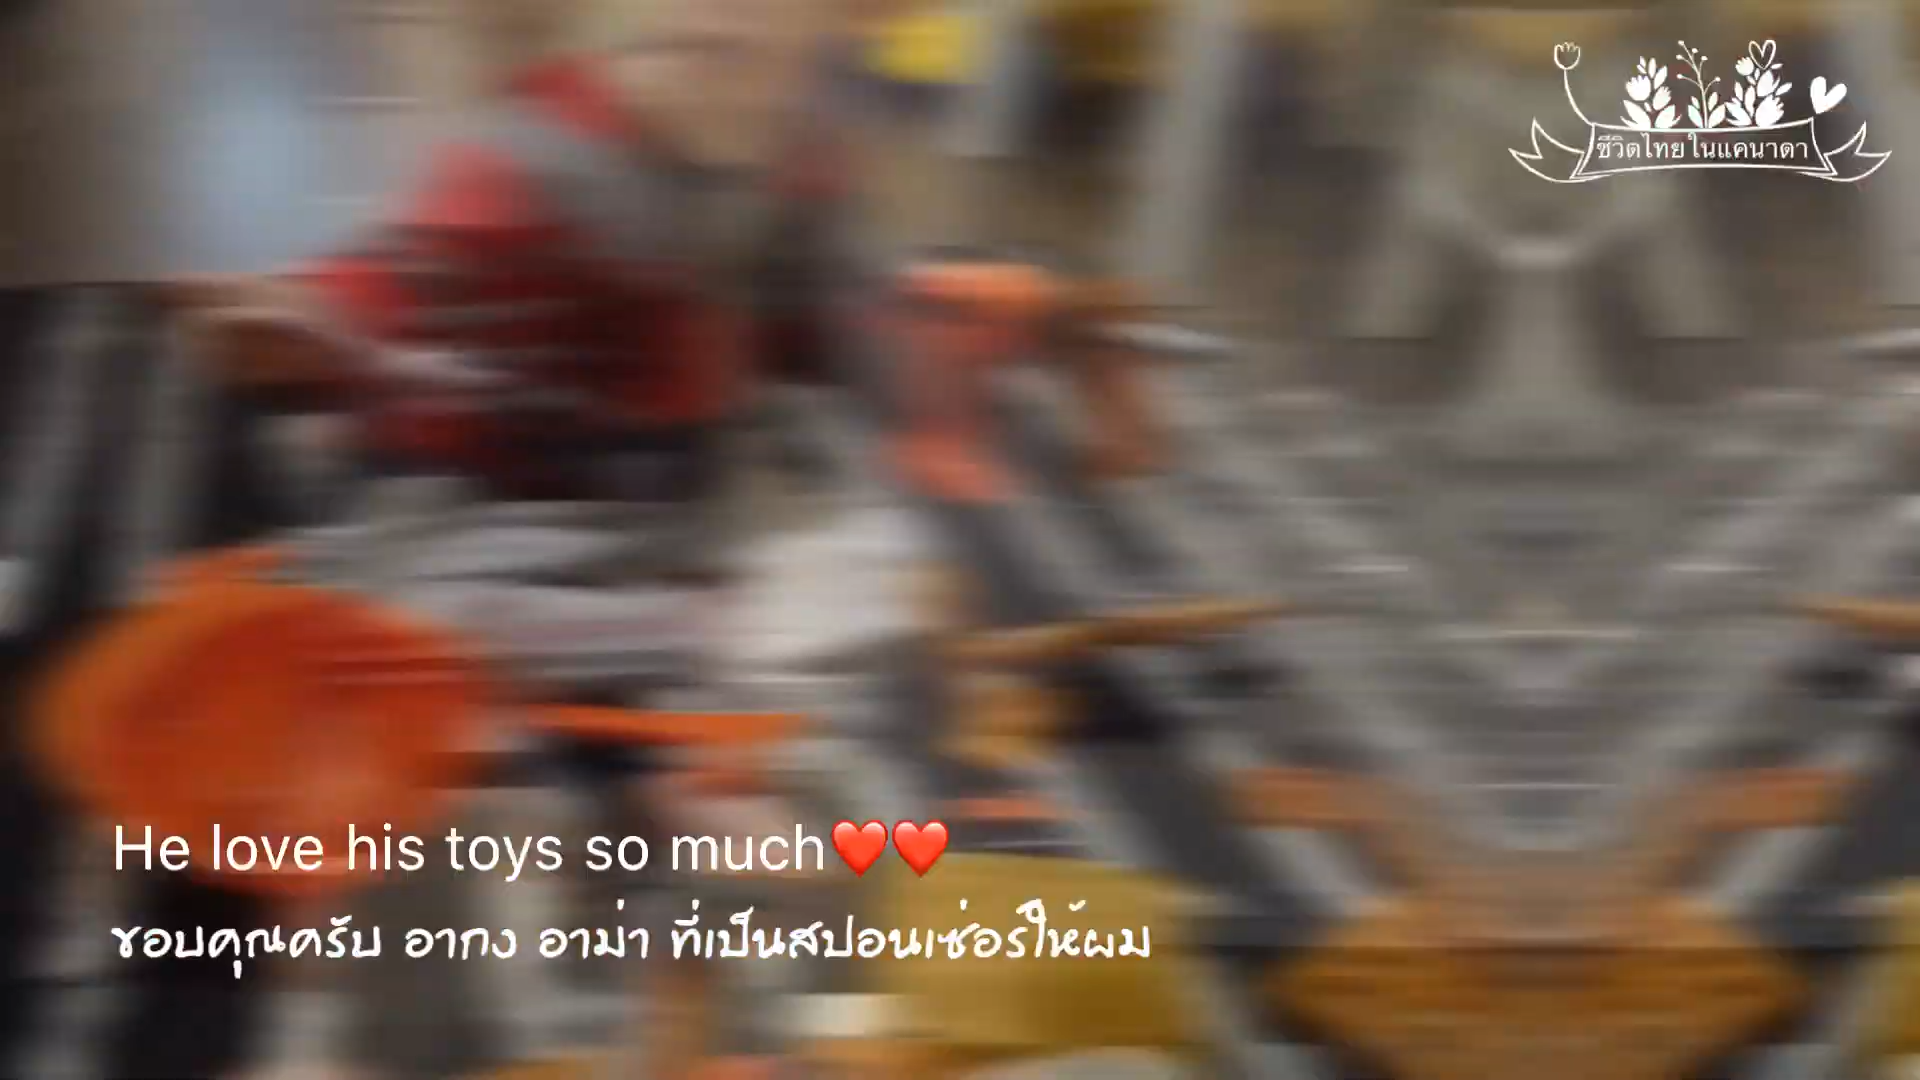 ชีวิตไทยในแคนาดา
He love his toys so much❤️❤️
ขอบคุณครับ อากง อาม่า ที่เป็นสปอนเซ่อร์ให้ผม